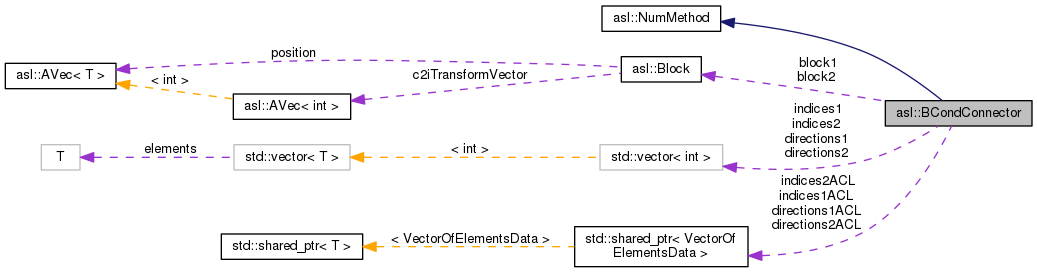 asl::NumMethod
position
block1
block2
asl::AVec< T >
< int >
c2iTransformVector
asl::Block
asl::AVec< int >
asl::BCondConnector
indices1
indices2
directions1
directions2
T
elements
std::vector< T >
< int >
std::vector< int >
indices2ACL
indices1ACL
directions1ACL
directions2ACL
std::shared_ptr< T >
< VectorOfElementsData >
std::shared_ptr< VectorOf
ElementsData >